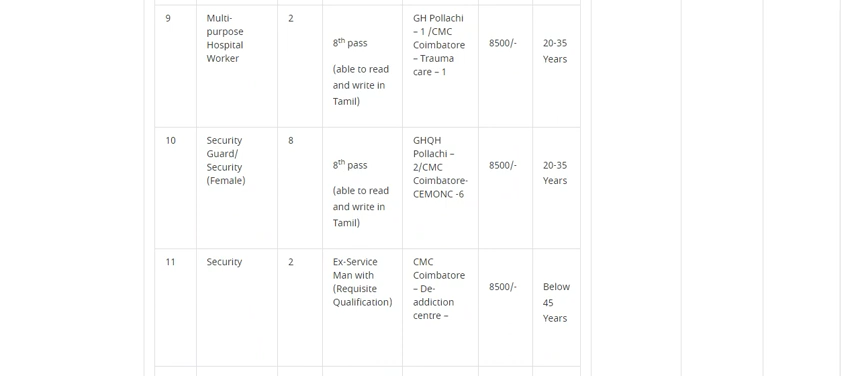 9
Multi-
purpose
Hospital
Worker
2
8th pass
(able to read
and write in
Tamil)
GH Pollachi
– 1 /CMC
Coimbatore
– Trauma
care – 1
8500/-
20-35
Years
10
Security
Guard/
Security
(Female)
8
8th pass
(able to read
and write in
Tamil)
GHQH
Pollachi –
2/CMC
Coimbatore-
CEMONC -6
8500/-
20-35
Years
11
Security
2
Ex-Service
Man with
(Requisite
Qualification)
CMC
Coimbatore
– De-
addiction
centre –
8500/-
Below
45
Years